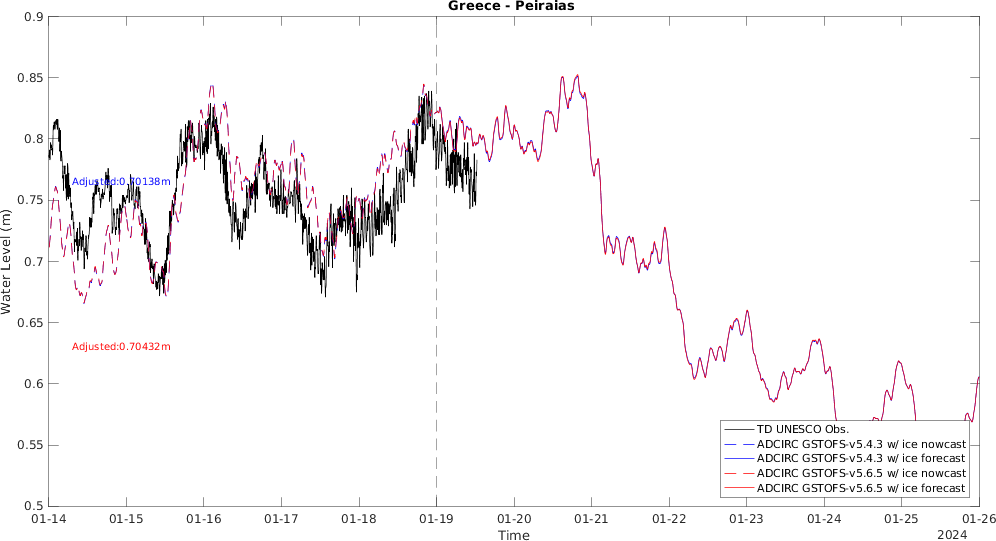 Greece - Peiraias
0.9
0.85
0.8
0.75
0.7
0.65
0.6
0.55
0.5
Water Level (m)
Adjusted:0.70138m
Adjusted:0.70432m
TD UNESCO Obs.
ADCIRC GSTOFS-v5.4.3 w/ ice nowcast
ADCIRC GSTOFS-v5.4.3 w/ ice forecast
ADCIRC GSTOFS-v5.6.5 w/ ice nowcast
ADCIRC GSTOFS-v5.6.5 w/ ice forecast
01-14 01-15 01-16 01-17 01-18 01-19 01-20 01-21 01-22 01-23 01-24 01-25 01-26
Time
2024